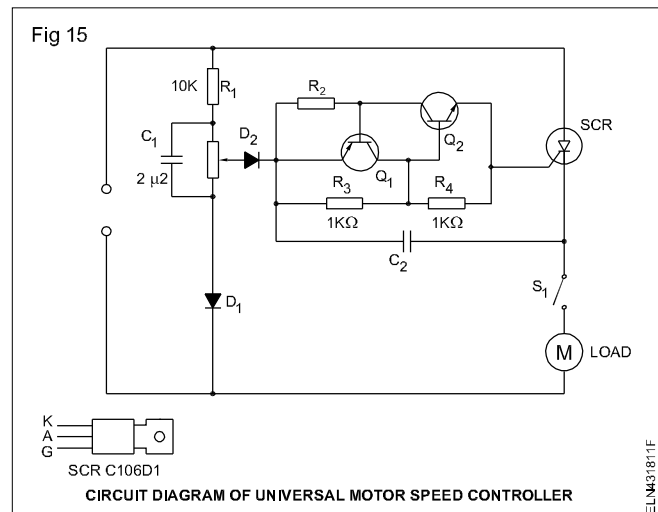 Fig 15
10K R1
C1
2 µ2
D2
R2
Q1
Q2
SCR
R3
1KΩ
R4
1KΩ
C2
S1
D1
M LOAD
K
A
G
SCR C106D1
CIRCUIT DIAGRAM OF UNIVERSAL MOTOR SPEED CONTROLLER
ELN431811F